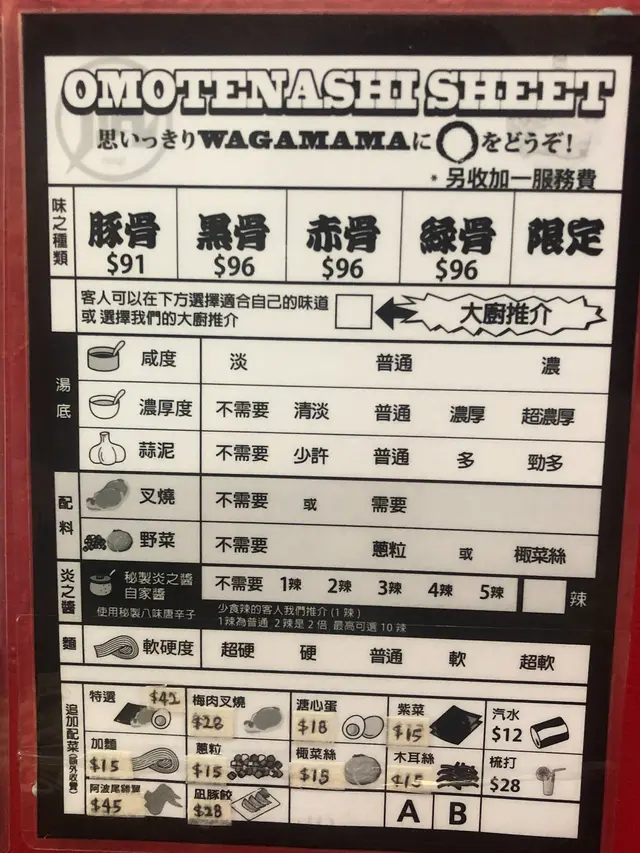 OMOTENASHI SHEET
思いっきりWAGAMAMAに◯をどうぞ!
* 另收加一服務費
味之種類
豚骨 黒骨 赤骨 緑骨 限定
$91 $96 $96 $96
客人可以在下方選擇適合自己的味道
或 選擇我們的大廚推介
大廚推介
湯底
咸度 淡 普通 濃
濃厚度 不需要 清淡 普通 濃厚 超濃厚
蒜泥 不需要 少許 普通 多 勁多
配料
叉燒 不需要 或 需要
野菜 不需要 蔥粒 或 椰菜絲
炎之醬
秘製炎之醬
自家醬
使用秘製八味唐辛子
不需要 1辣 2辣 3辣 4辣 5辣 辣
少食辣的客人我們推介 (1辣)
1辣為普通 2辣是2倍 最高可選10辣
麵
軟硬度 超硬 硬 普通 軟 超軟
追加配菜(額外收費)
特選 $42 梅肉叉燒 $28 溏心蛋 $18 紫菜 $15 汽水 $12
加麵 $15 蔥粒 $15 椰菜絲 $15 木耳絲 $15 梳打 $28
阿波尾雞翼 $45 凪豚餃 $28 A B